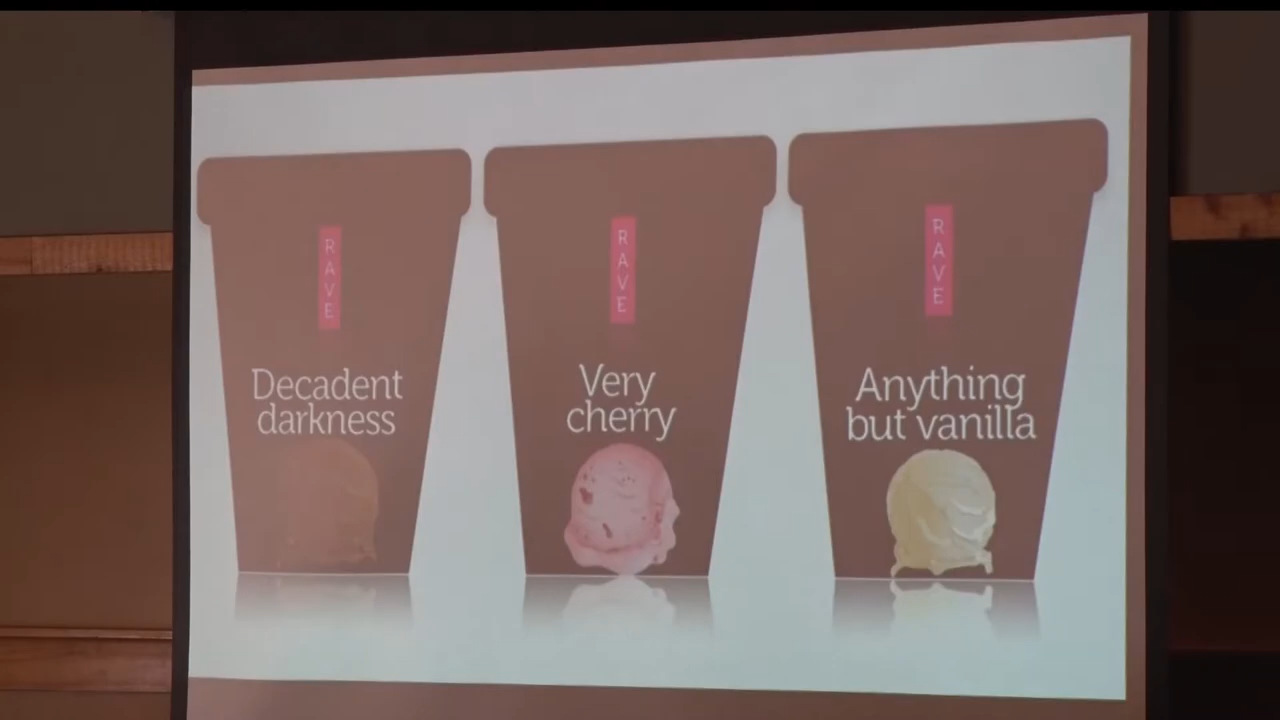 RAVE
Decadent
darkness
RAVE
Very
cherry
RAVE
Anything
but vanilla